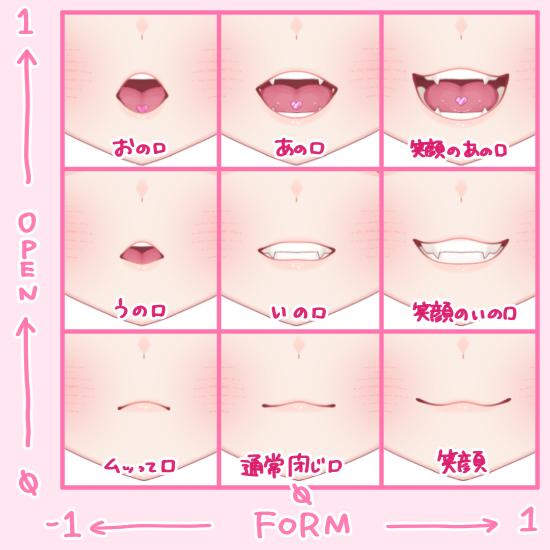 1
おの口
あの口
笑顔のあの口
OPEN
うの口
いの口
笑顔のいの口
0
ムッって口
通常閉じ口
笑顔
0
-1
FORM
1